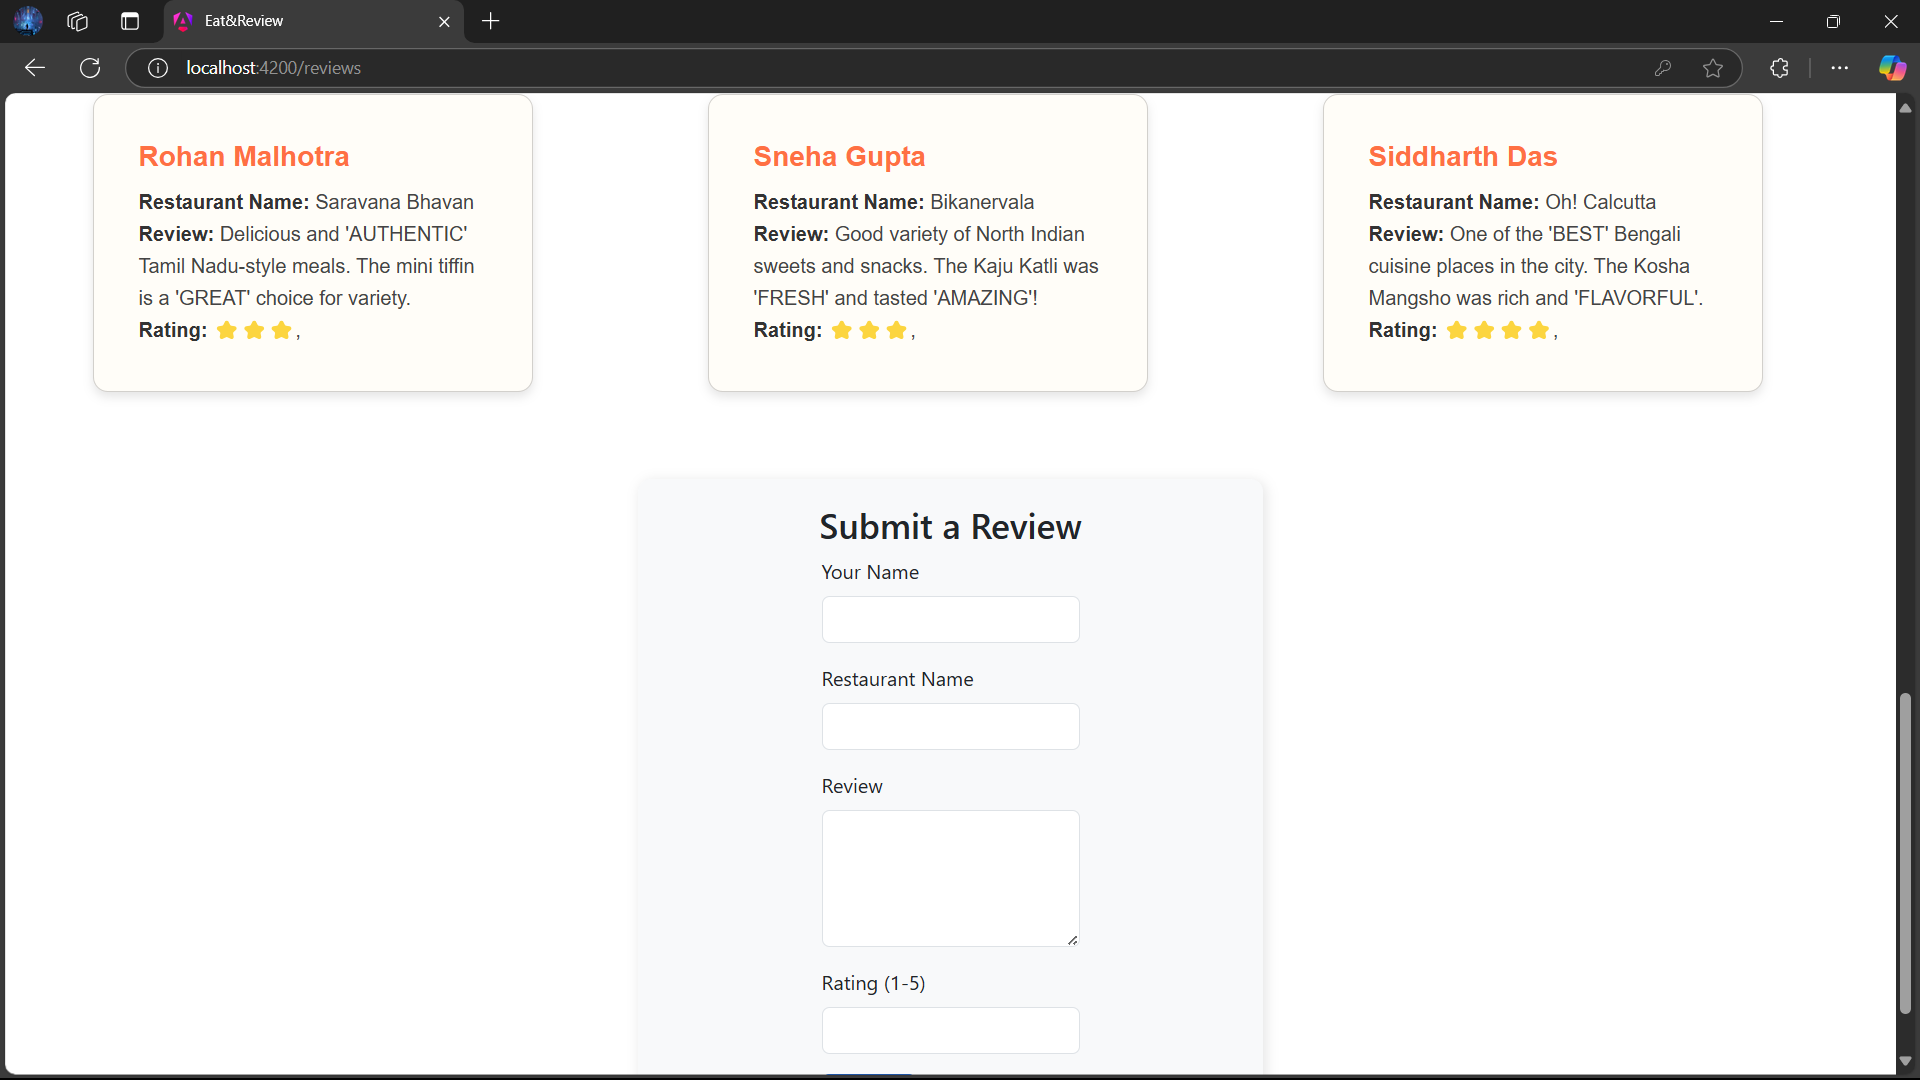 Eat&Review
localhost:4200/reviews
Rohan Malhotra
Restaurant Name: Saravana Bhavan
Review: Delicious and 'AUTHENTIC'
Tamil Nadu-style meals. The mini tiffin
is a 'GREAT' choice for variety.
Rating: ⭐⭐⭐,
Sneha Gupta
Restaurant Name: Bikanervala
Review: Good variety of North Indian
sweets and snacks. The Kaju Katli was
'FRESH' and tasted 'AMAZING'!
Rating: ⭐⭐⭐,
Siddharth Das
Restaurant Name: Oh! Calcutta
Review: One of the 'BEST' Bengali
cuisine places in the city. The Kosha
Mangsho was rich and 'FLAVORFUL'.
Rating: ⭐⭐⭐⭐,
Submit a Review
Your Name
Restaurant Name
Review
Rating (1-5)